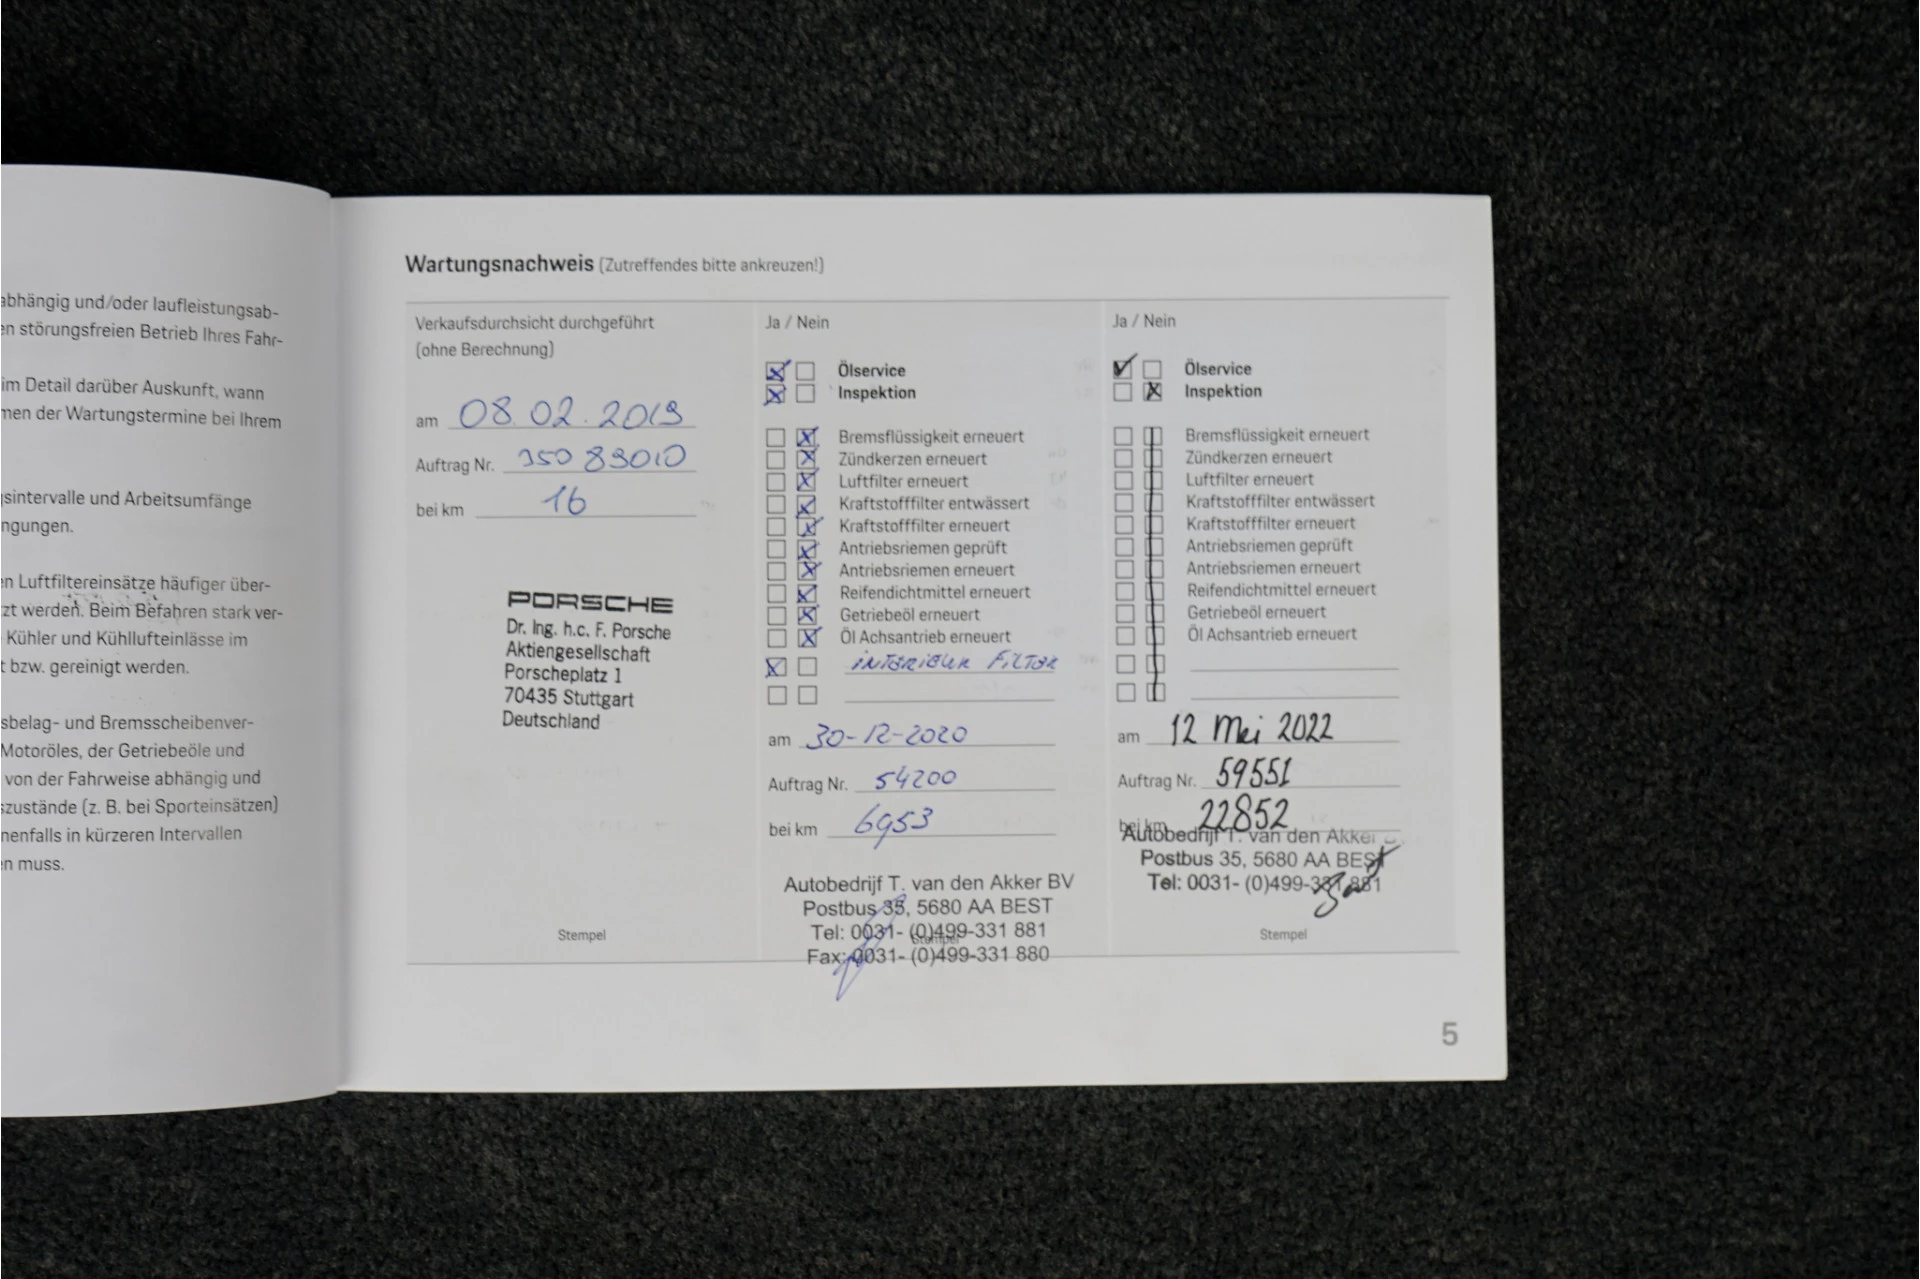 abhängig und/oder laufleistungsab-
en störungsfreien Betrieb Ihres Fahr-
im Detail darüber Auskunft, wann
men der Wartungstermine bei Ihrem
sintervalle und Arbeitsumfänge
ngungen.
en Luftfiltereinsätze häufiger über-
zt werden. Beim Befahren stark ver-
Kühler und Kühllufteinlässe im
t bzw. gereinigt werden.
sbelag- und Bremsscheibenver-
Motoröles, der Getriebeöle und
von der Fahrweise abhängig und
szustände (z. B. bei Sporteinsätzen)
nenfalls in kürzeren Intervallen
en muss.
Wartungsnachweis (Zutreffendes bitte ankreuzen!)
Verkaufsdurchsicht durchgeführt
(ohne Berechnung)
am 08.02.2019
Auftrag Nr. 35083010
bei km 16
PORSCHE
Dr. Ing. h.c. F. Porsche
Aktiengesellschaft
Porscheplatz 1
70435 Stuttgart
Deutschland
Stempel
Ja / Nein
Ölservice
Inspektion
Bremsflüssigkeit erneuert
Zündkerzen erneuert
Luftfilter erneuert
Kraftstofffilter entwässert
Kraftstofffilter erneuert
Antriebsriemen geprüft
Antriebsriemen erneuert
Reifendichtmittel erneuert
Getriebeöl erneuert
Öl Achsantrieb erneuert
INTERIEUR FILTER
am 30-12-2020
Auftrag Nr. 54200
bei km 6953
Autobedrijf T. van den Akker BV
Postbus 35, 5680 AA BEST
Tel: 0031- (0)499-331 881
Stempel
Fax: 0031- (0)499-331 880
Ja / Nein
Ölservice
Inspektion
Bremsflüssigkeit erneuert
Zündkerzen erneuert
Luftfilter erneuert
Kraftstofffilter entwässert
Kraftstofffilter erneuert
Antriebsriemen geprüft
Antriebsriemen erneuert
Reifendichtmittel erneuert
Getriebeöl erneuert
Öl Achsantrieb erneuert
am 12 Mei 2022
Auftrag Nr. 59551
bei km 22852
Autobedrijf T. van den Akker
Postbus 35, 5680 AA BEST
Tel: 0031- (0)499-331 881
Stempel
5